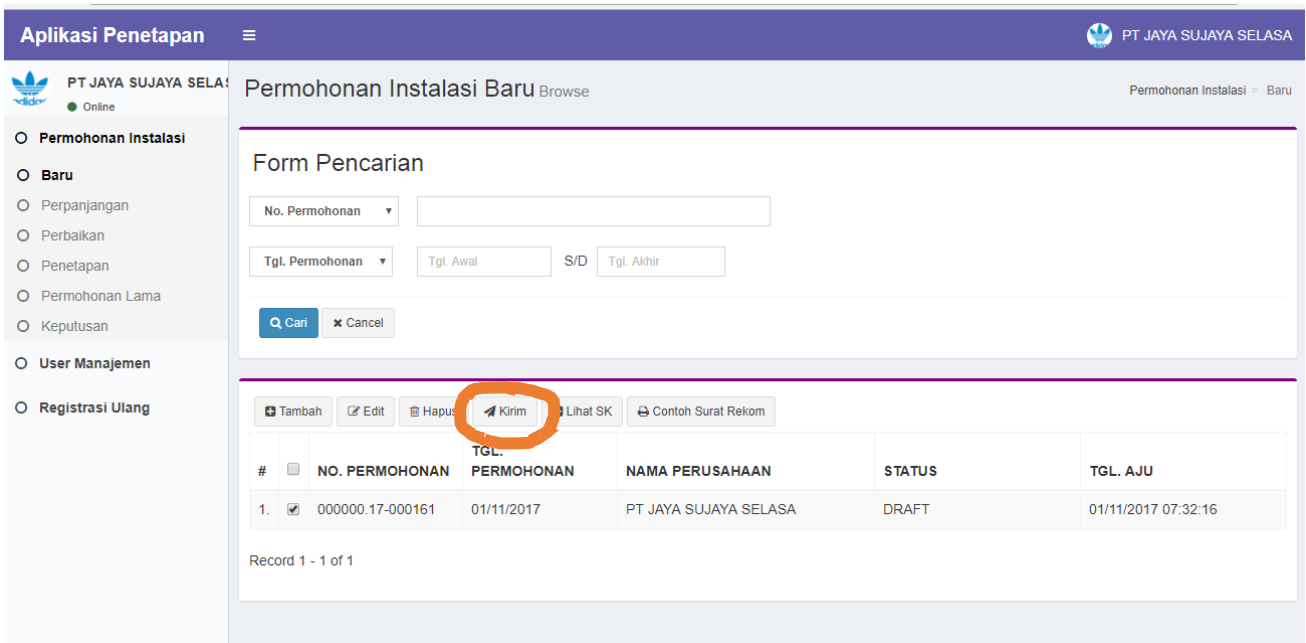 Aplikasi Penetapan
PT JAYA SUJAYA SELASA
PT JAYA SUJAYA SELAS
Online
Permohonan Instalasi Baru Browse
Permohonan Instalasi > Baru
Permohonan Instalasi
Baru
Perpanjangan
Perbaikan
Penetapan
Permohonan Lama
Keputusan
User Manajemen
Registrasi Ulang
Form Pencarian
No. Permohonan
Tgl. Permohonan Tgl. Awal S/D Tgl. Akhir
Cari Cancel
Tambah Edit Hapus Kirim Lihat SK Contoh Surat Rekom
# NO. PERMOHONAN TGL. PERMOHONAN NAMA PERUSAHAAN STATUS TGL. AJU
1. 000000.17-000161 01/11/2017 PT JAYA SUJAYA SELASA DRAFT 01/11/2017 07:32:16
Record 1 - 1 of 1